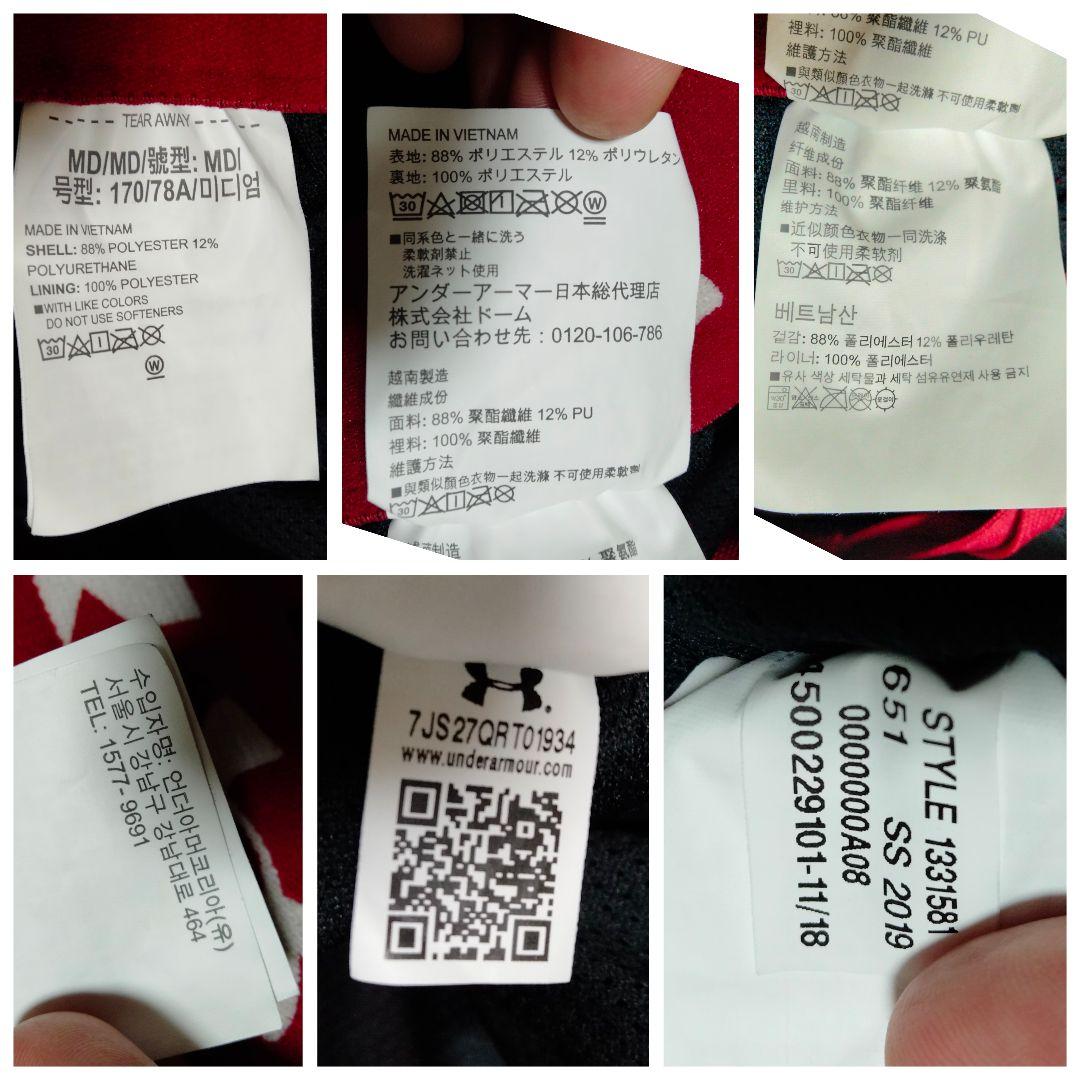 TEAR AWAY
MD/MD/號型: MD/
号型: 170/78A/미디엄
MADE IN VIETNAM
SHELL: 88% POLYESTER 12%
POLYURETHANE
LINING: 100% POLYESTER
■WITH LIKE COLORS
DO NOT USE SOFTENERS
30
W
MADE IN VIETNAM
表地: 88% ポリエステル 12% ポリウレタン
裏地: 100% ポリエステル
30
W
■同系色と一緒に洗う
柔軟剤禁止
洗濯ネット使用
アンダーアーマー日本総代理店
株式会社ドーム
お問い合わせ先：0120-106-786
越南製造
纖維成份
面料: 88% 聚酯纖維 12% PU
裡料: 100% 聚酯纖維
維護方法
■與類似顏色衣物一起洗滌 不可使用柔軟劑
30
制造
88% 聚酯纖維 12% PU
裡料: 100% 聚酯纖維
維護方法
■與類似顏色衣物一起洗滌 不可使用柔軟劑
30
越南制造
纤维成份
面料: 88% 聚酯纤维 12% 聚氨酯
里料: 100% 聚酯纤维
维护方法
■近似颜色衣物一同洗涤
不可使用柔软剂
30
베트남산
겉감: 88% 폴리에스터 12% 폴리우레탄
라이너: 100% 폴리에스터
■유사 색상 세탁물과 세탁 섬유유연제 사용 금지
수입자명: 언더아머코리아(유)
서울시 강남구 강남대로 464
TEL: 1577-9691
7JS27QRT01934
www.underarmour.com
STYLE 1331581
651 SS 2019
000000A08
4500229101-11/18